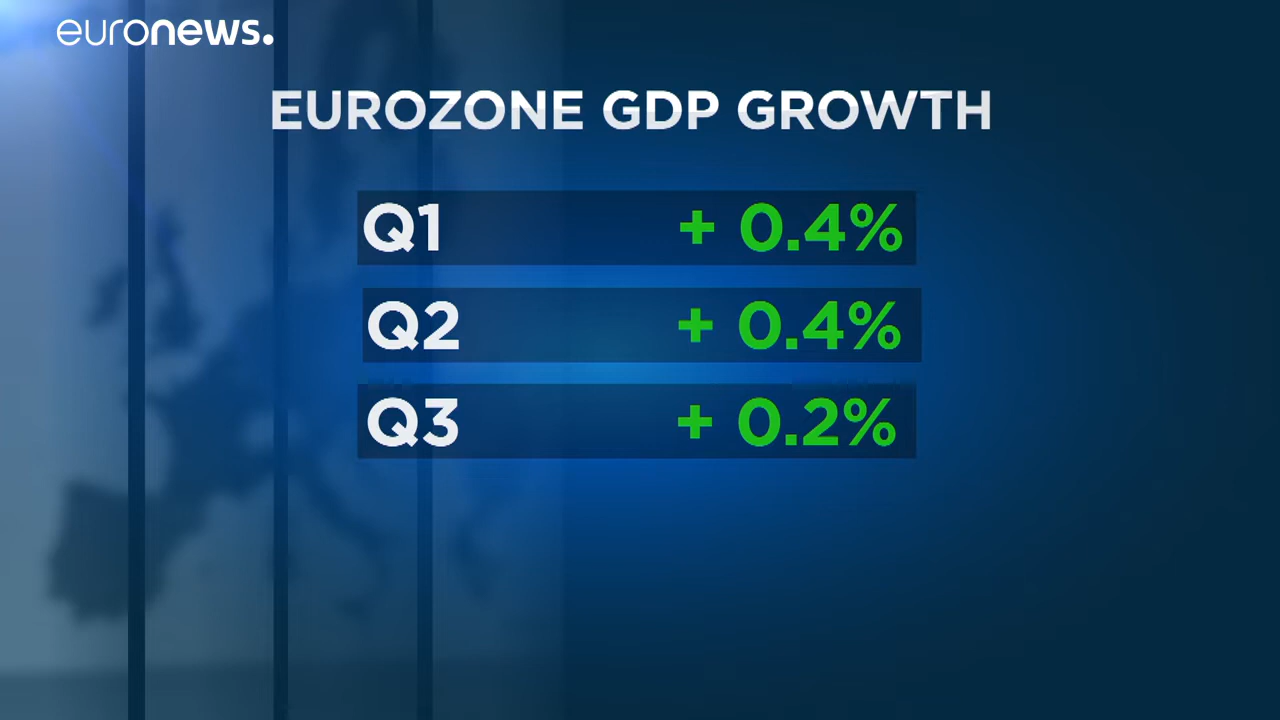 euronews.
EUROZONE GDP GROWTH
Q1 + 0.4%
Q2 + 0.4%
Q3 + 0.2%